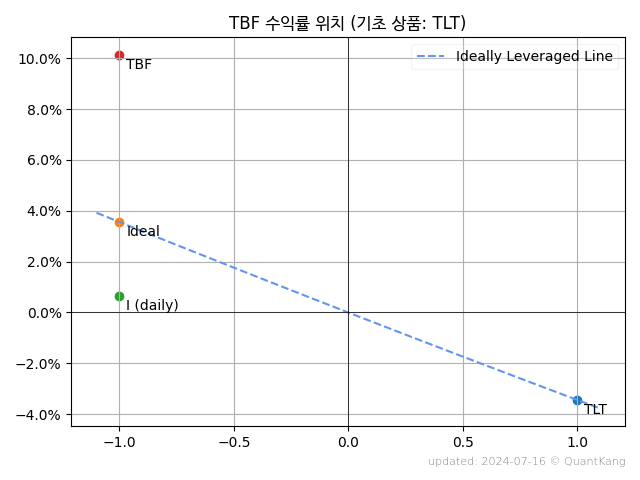 TBF 수익률 위치 (기초 상품: TLT)
Ideally Leveraged Line
10.0%
TBF
8.0%
6.0%
4.0%
Ideal
2.0%
I (daily)
0.0%
−2.0%
TLT
−4.0%
−1.0 −0.5 0.0 0.5 1.0
updated: 2024-07-16 © QuantKang